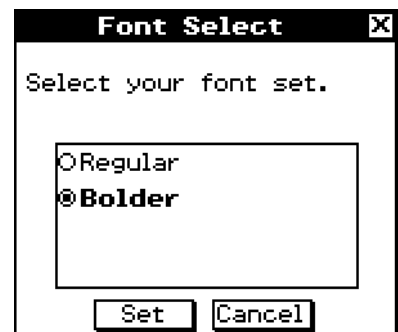 Font Select
Select your font set.
Regular
Bolder
Set Cancel